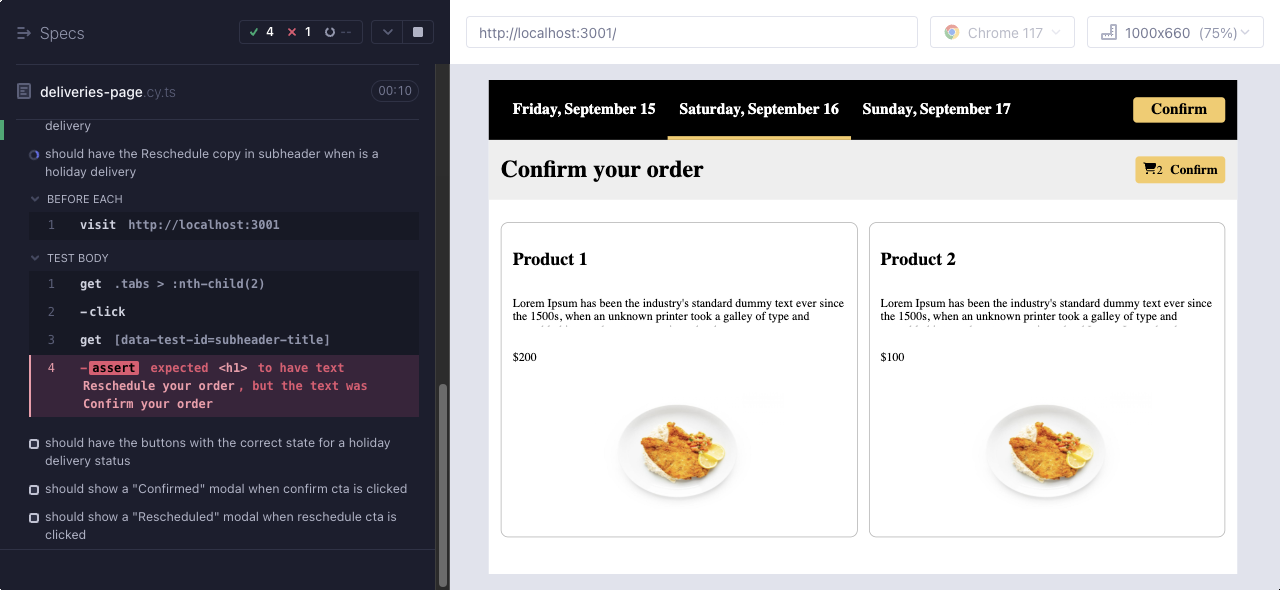 Specs
4
1
--
deliveries-page.cy.ts
00:10
delivery
should have the Reschedule copy in subheader when is a
holiday delivery
BEFORE EACH
1 visit http://localhost:3001
TEST BODY
1 get .tabs > :nth-child(2)
2 -click
3 get [data-test-id=subheader-title]
4 -assert expected <h1> to have text
Reschedule your order, but the text was
Confirm your order
should have the buttons with the correct state for a holiday
delivery status
should show a "Confirmed" modal when confirm cta is clicked
should show a "Rescheduled" modal when reschedule cta is
clicked
http://localhost:3001/
Chrome 117
1000x660 (75%)
Friday, September 15
Saturday, September 16
Sunday, September 17
Confirm
Confirm your order
2 Confirm
Product 1
Lorem Ipsum has been the industry's standard dummy text ever since
the 1500s, when an unknown printer took a galley of type and
$200
Product 2
Lorem Ipsum has been the industry's standard dummy text ever since
the 1500s, when an unknown printer took a galley of type and
$100